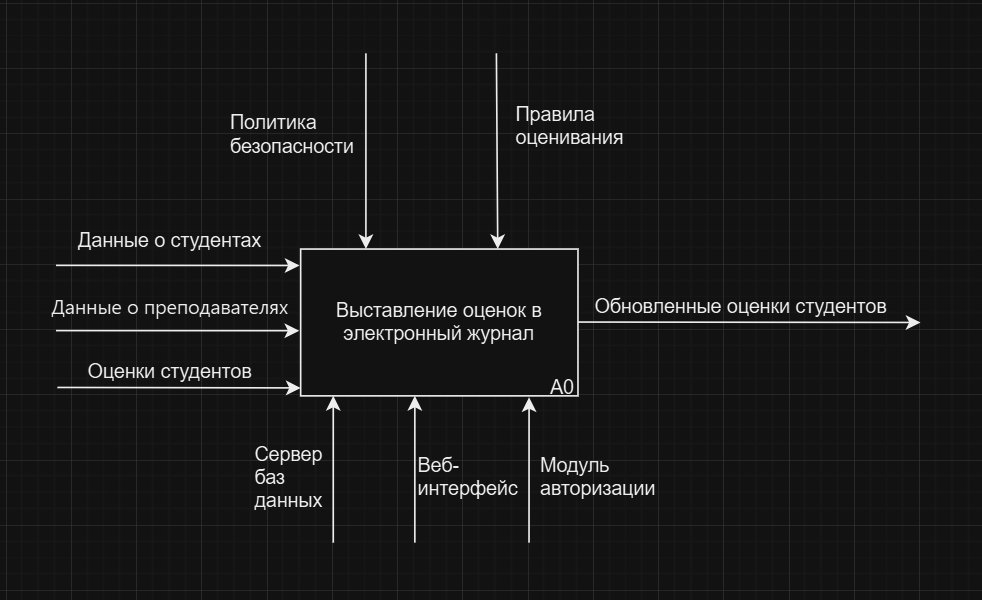 Политика
безопасности
Правила
оценивания
Данные о студентах
Данные о преподавателях
Оценки студентов
Выставление оценок в
электронный журнал
A0
Обновленные оценки студентов
Сервер
баз
данных
Веб-
интерфейс
Модуль
авторизации